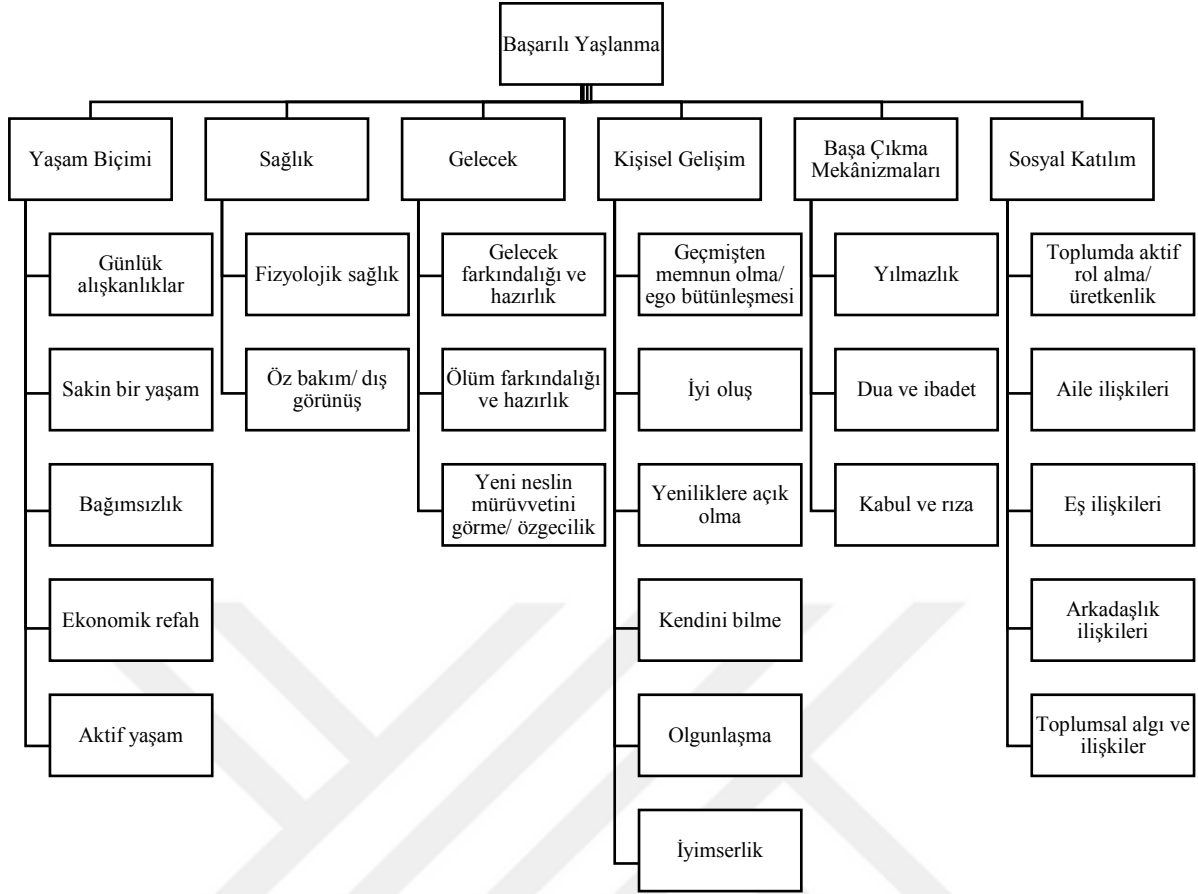 Başarılı Yaşlanma
Yaşam Biçimi
Günlük
alışkanlıklar
Sakin bir yaşam
Bağımsızlık
Ekonomik refah
Aktif yaşam
Sağlık
Fizyolojik sağlık
Öz bakım/ dış
görünüş
Gelecek
Gelecek
farkındalığı ve
hazırlık
Ölüm farkındalığı
ve hazırlık
Yeni neslin
mürüvvetini
görme/ özgecilik
Kişisel Gelişim
Geçmişten
memnun olma/
ego bütünleşmesi
İyi oluş
Yeniliklere açık
olma
Kendini bilme
Olgunlaşma
İyimserlik
Başa Çıkma
Mekânizmaları
Yılmazlık
Dua ve ibadet
Kabul ve rıza
Sosyal Katılım
Toplumda aktif
rol alma/
üretkenlik
Aile ilişkileri
Eş ilişkileri
Arkadaşlık
ilişkileri
Toplumsal algı ve
ilişkiler